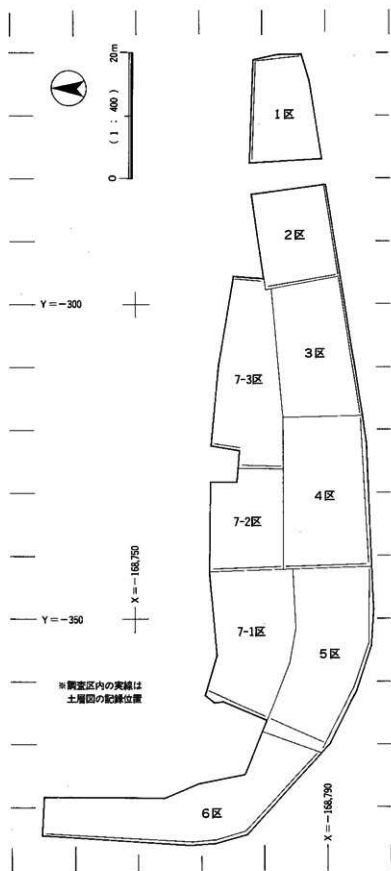 20m
(1 : 400)
0
1区
2区
Y=-300
3区
7-3区
4区
7-2区
X=-168,750
Y=-350
7-1区
5区
※調査区内の実線は
土層図の記録位置
6区
X=-168,790